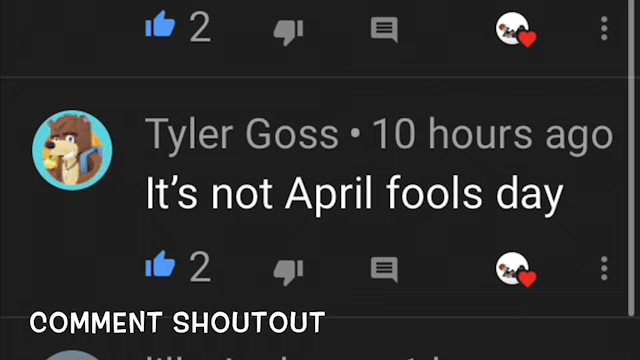 2
Tyler Goss • 10 hours ago
It's not April fools day
2
COMMENT SHOUTOUT